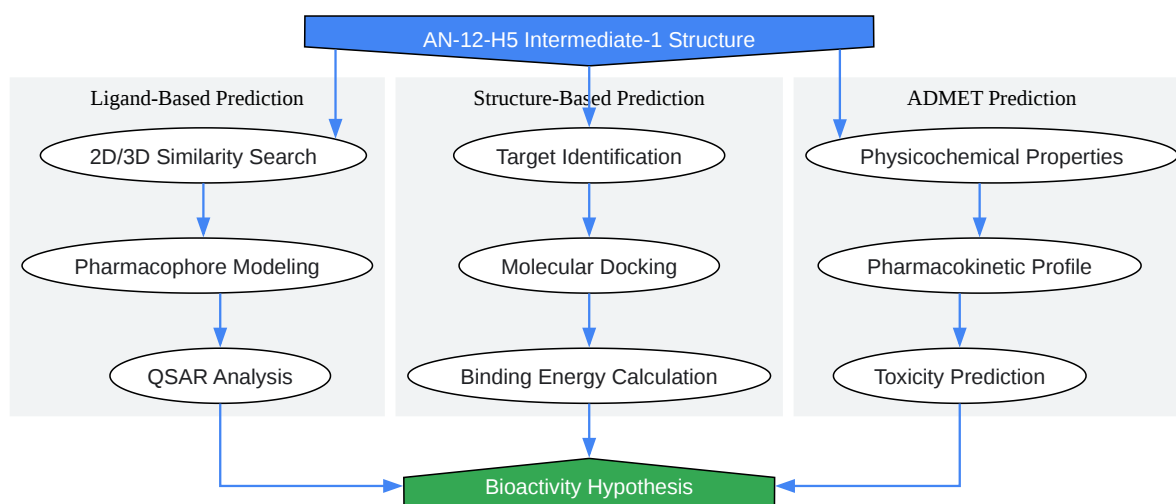 AN-12-H5 Intermediate-1 Structure
Ligand-Based Prediction
2D/3D Similarity Search
Pharmacophore Modeling
QSAR Analysis
Structure-Based Prediction
Target Identification
Molecular Docking
Binding Energy Calculation
ADMET Prediction
Physicochemical Properties
Pharmacokinetic Profile
Toxicity Prediction
Bioactivity Hypothesis